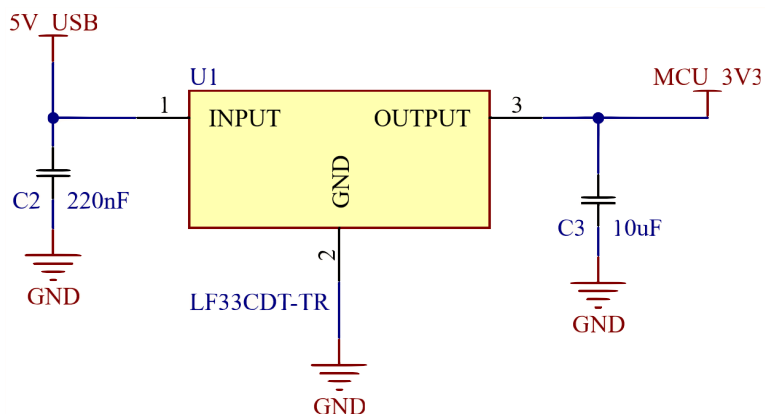 5V_USB
U1
MCU_3V3
1
INPUT
OUTPUT
3
GND
C2 220nF
2
C3 10uF
GND
LF33CDT-TR
GND
GND